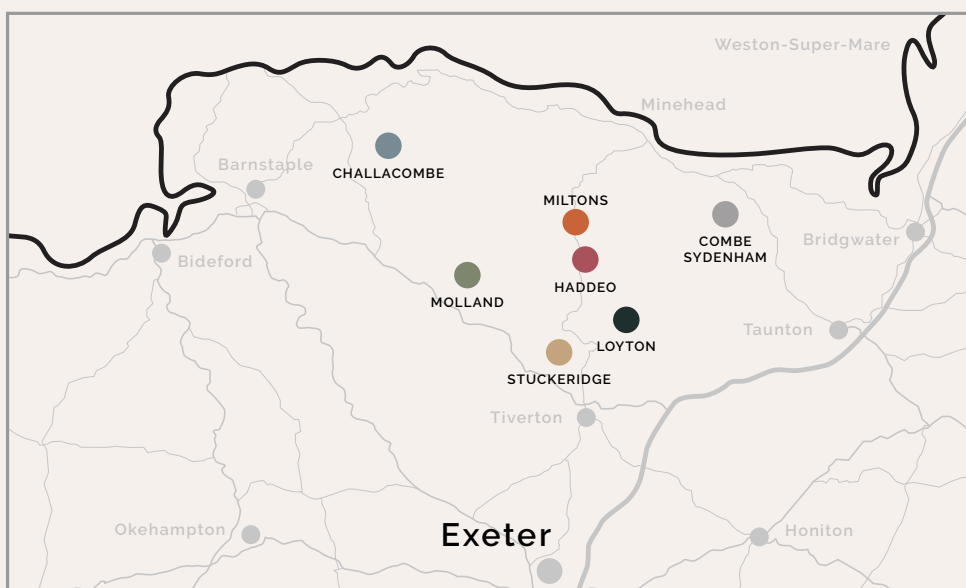 Weston-Super-Mare
Minehead
Barnstaple
CHALLACOMBE
MILTONS
COMBE
SYDENHAM
Bridgwater
Bideford
HADDEO
MOLLAND
Taunton
LOYTON
STUCKERIDGE
Tiverton
Okehampton
Exeter
Honiton